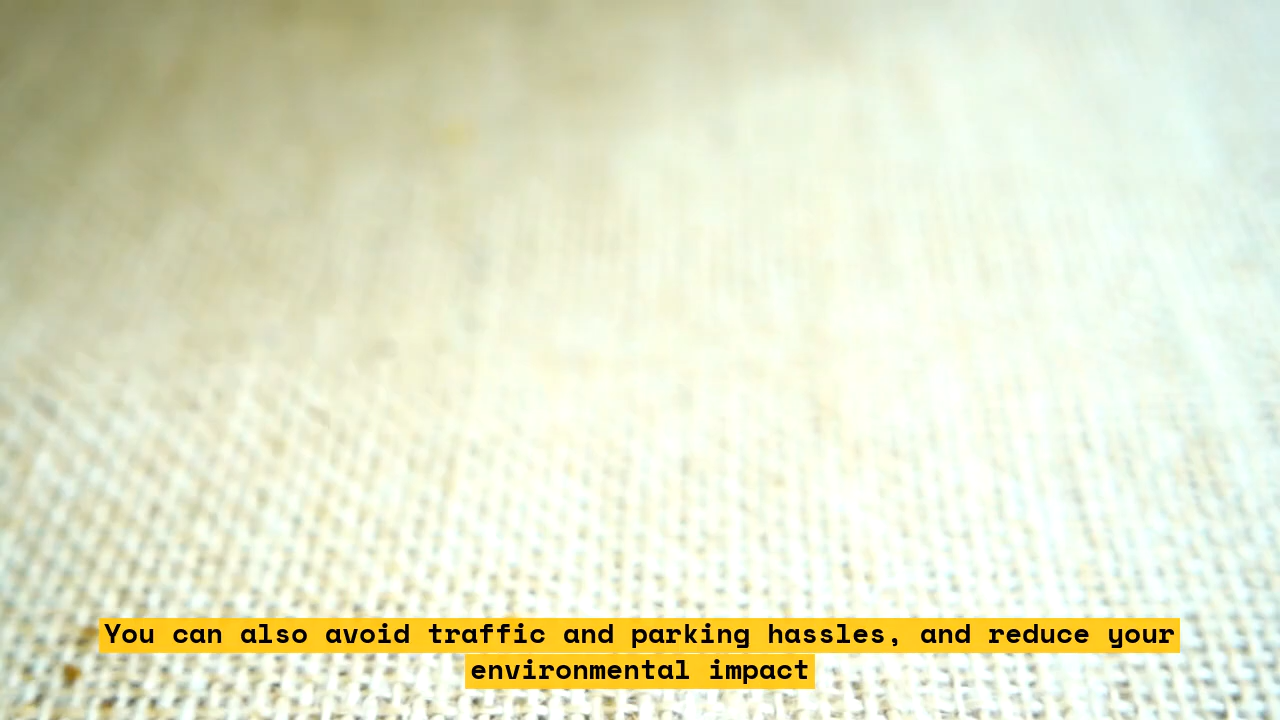 You can also avoid traffic and parking hassles, and reduce your
environmental impact